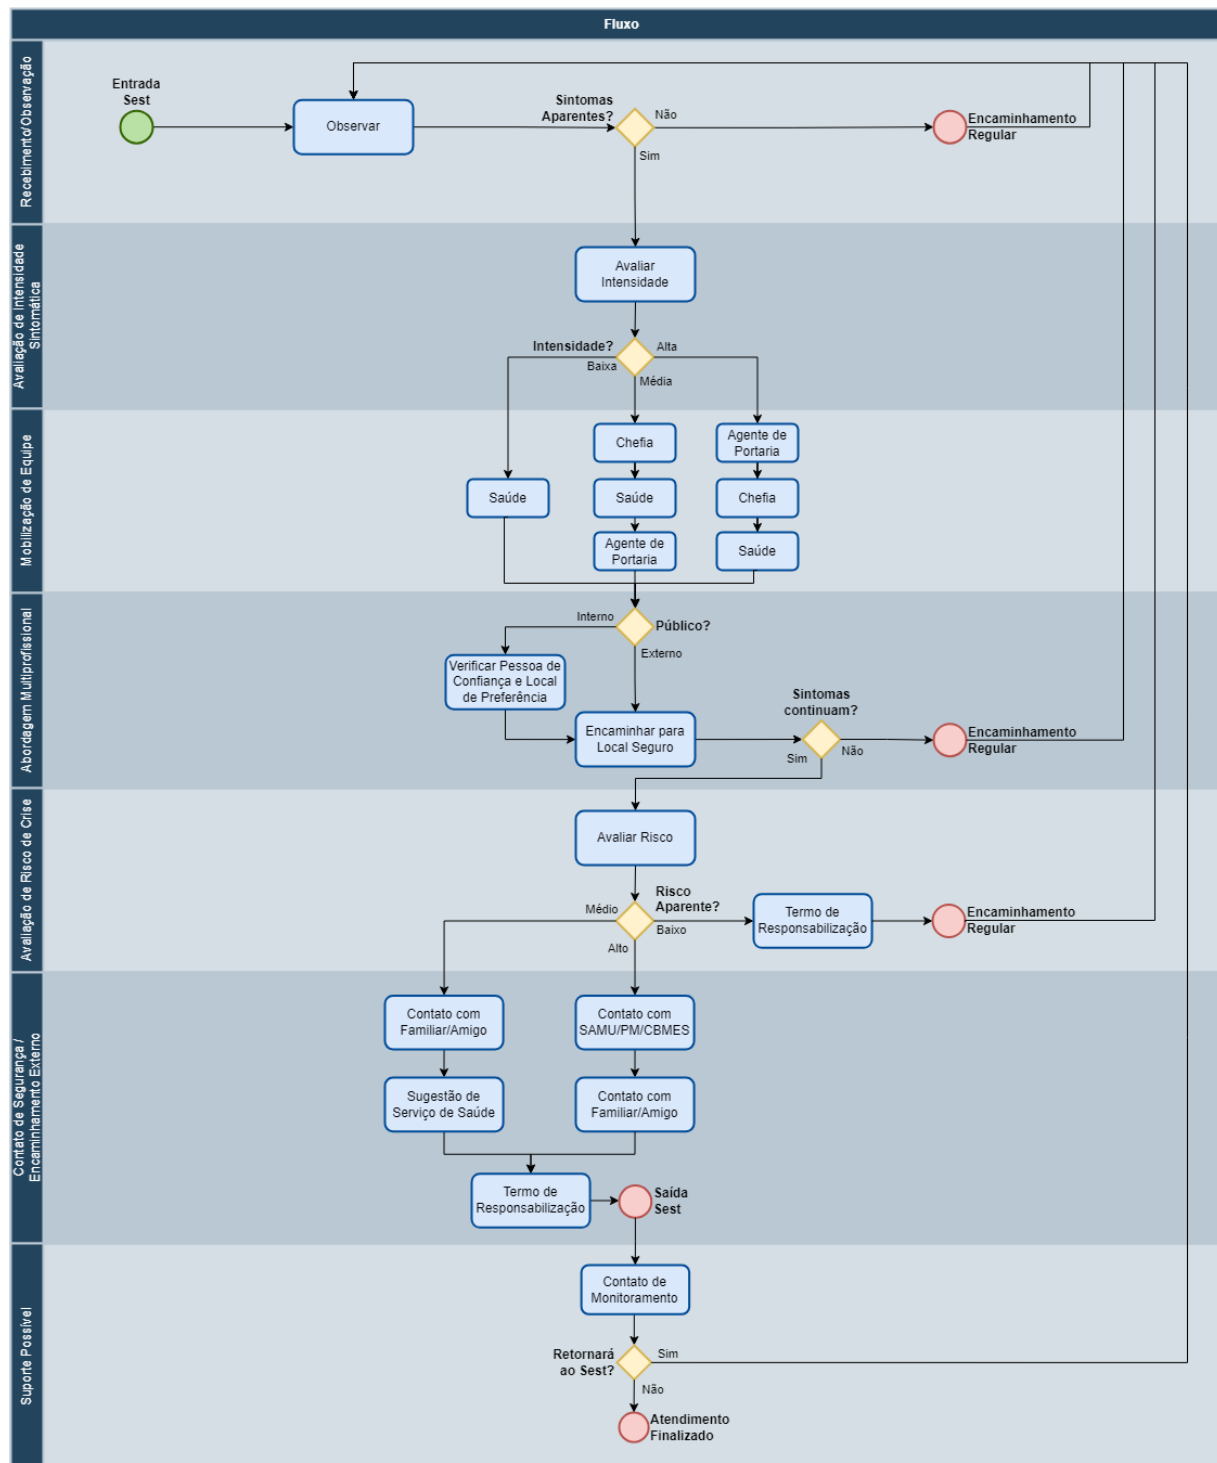 Fluxo
Recebimento/Observação
Entrada
Sest
Observar
Sintomas
Aparentes?
Não
Sim
Encaminhamento
Regular
Avaliação de Intensidade
Sintomática
Avaliar
Intensidade
Intensidade?
Alta
Baixa
Média
Mobilização de Equipe
Chefia
Agente de
Portaria
Saúde
Saúde
Chefia
Agente de
Portaria
Saúde
Abordagem Multiprofissional
Interno
Público?
Externo
Verificar Pessoa de
Confiança e Local
de Preferência
Encaminhar para
Local Seguro
Sintomas
continuam?
Sim
Não
Encaminhamento
Regular
Avaliação de Risco de Crise
Avaliar Risco
Risco
Aparente?
Médio
Baixo
Alto
Termo de
Responsabilização
Encaminhamento
Regular
Contato de Segurança /
Encaminhamento Externo
Contato com
Familiar/Amigo
Contato com
SAMU/PM/CBMES
Sugestão de
Serviço de Saúde
Contato com
Familiar/Amigo
Termo de
Responsabilização
Saída
Sest
Suporte Possível
Contato de
Monitoramento
Retornará
ao Sest?
Sim
Não
Atendimento
Finalizado